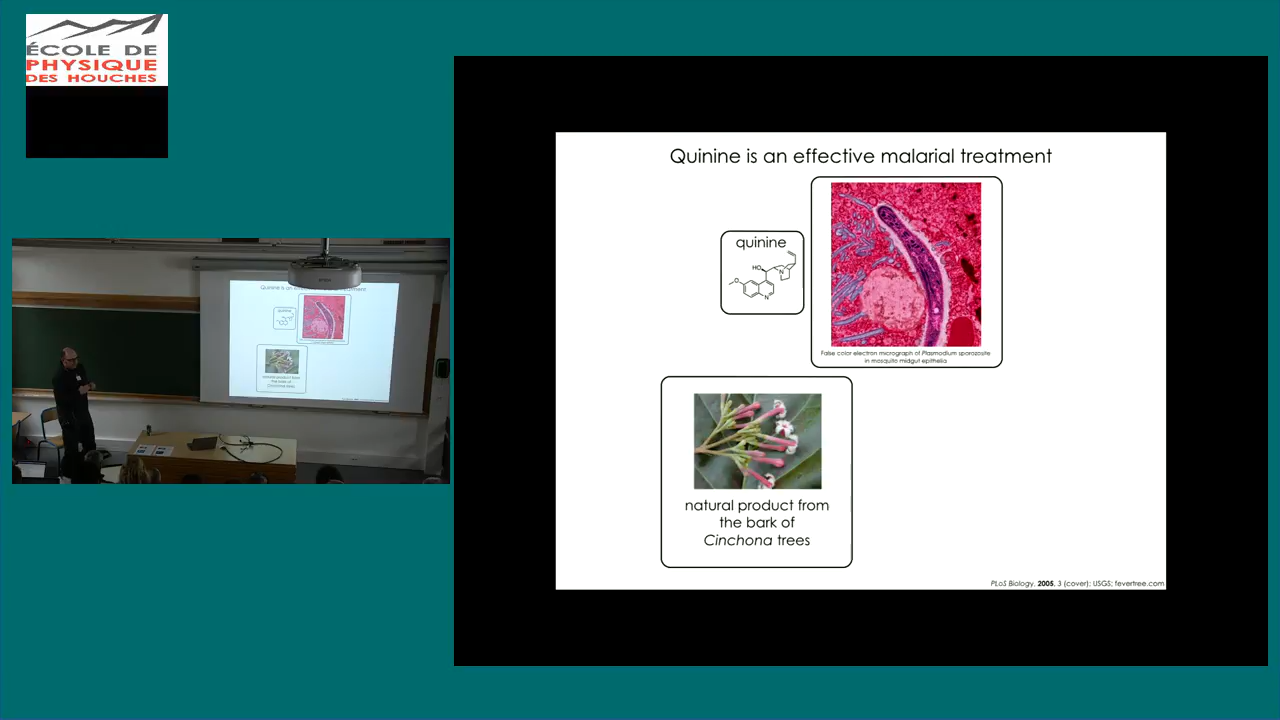 ÉCOLE DE
PHYSIQUE
DES HOUCHES
Quinine is an effective malarial treatment
quinine
HO
N
O
N
False color electron micrograph of Plasmodium sporozosite
in mosquito midgut epithelia
natural product from
the bark of
Cinchona trees
PLoS Biology, 2005, 3 (cover); USGS; fevertree.com